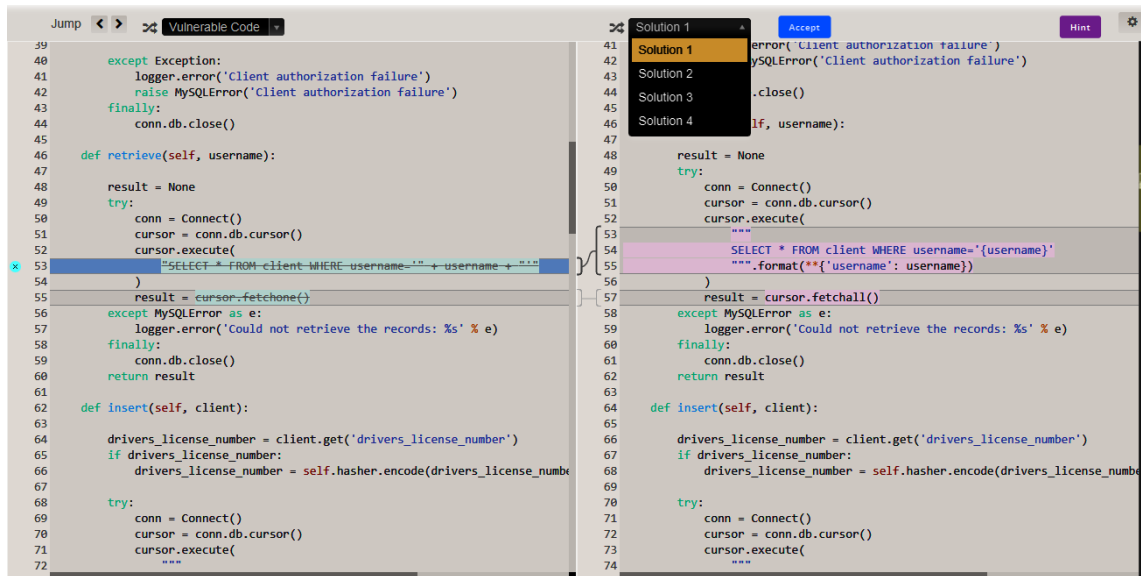 Jump < > Vulnerable Code
39
40 except Exception:
41 logger.error('Client authorization failure')
42 raise MySQLError('Client authorization failure')
43 finally:
44 conn.db.close()
45
46 def retrieve(self, username):
47
48 result = None
49 try:
50 conn = Connect()
51 cursor = conn.db.cursor()
52 cursor.execute(
53 "SELECT * FROM client WHERE username='" + username + "'"
54 )
55 result = cursor.fetchone()
56 except MySQLError as e:
57 logger.error('Could not retrieve the records: %s' % e)
58 finally:
59 conn.db.close()
60 return result
61
62 def insert(self, client):
63
64 drivers_license_number = client.get('drivers_license_number')
65 if drivers_license_number:
66 drivers_license_number = self.hasher.encode(drivers_license_numbe
67
68 try:
69 conn = Connect()
70 cursor = conn.db.cursor()
71 cursor.execute(
72 """
Solution 1 Accept Hint
Solution 1
Solution 2
Solution 3
Solution 4
41 error('Client authorization failure')
42 ySQLError('Client authorization failure')
43
44 .close()
45
46 lf, username):
47
48 result = None
49 try:
50 conn = Connect()
51 cursor = conn.db.cursor()
52 cursor.execute(
53 """
54 SELECT * FROM client WHERE username='{username}'
55 """.format(**{'username': username})
56 )
57 result = cursor.fetchall()
58 except MySQLError as e:
59 logger.error('Could not retrieve the records: %s' % e)
60 finally:
61 conn.db.close()
62 return result
63
64 def insert(self, client):
65
66 drivers_license_number = client.get('drivers_license_number')
67 if drivers_license_number:
68 drivers_license_number = self.hasher.encode(drivers_license_numb
69
70 try:
71 conn = Connect()
72 cursor = conn.db.cursor()
73 cursor.execute(
74 """